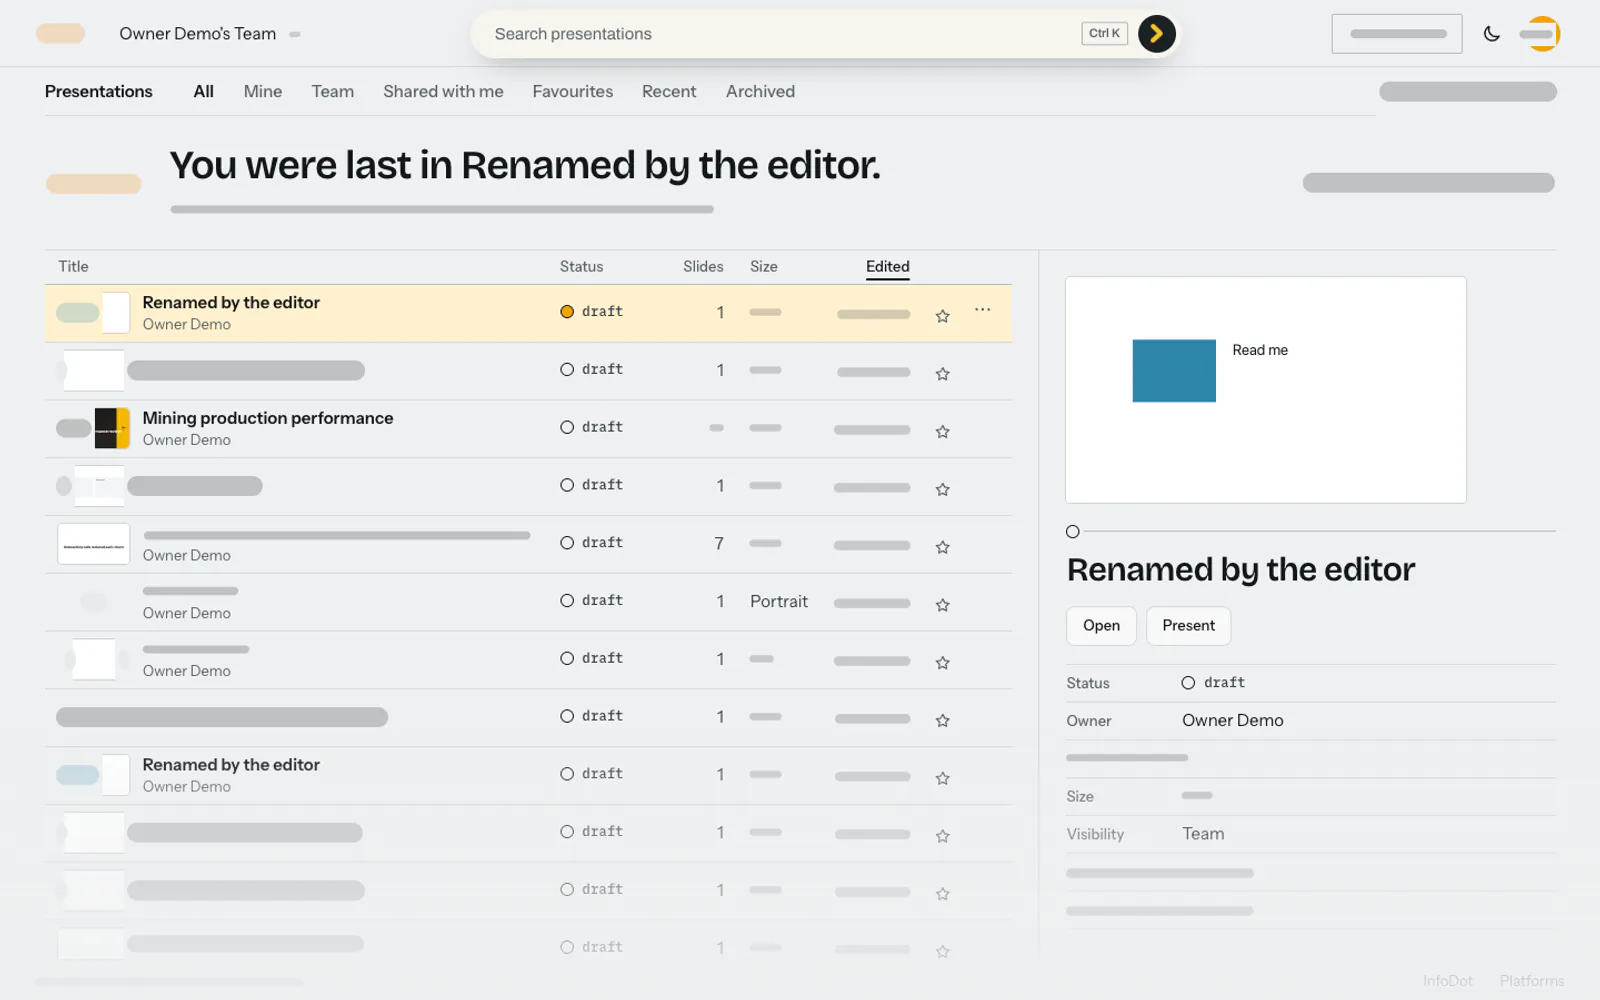 Owner Demo's Team
Search presentations
Ctrl K
Presentations
All
Mine
Team
Shared with me
Favourites
Recent
Archived
You were last in Renamed by the editor.
Title
Status
Slides
Size
Edited
Renamed by the editor
Owner Demo
draft
1
...
draft
1
Mining production performance
Owner Demo
draft
draft
1
Owner Demo
draft
7
Owner Demo
draft
1
Portrait
Owner Demo
draft
1
draft
1
Renamed by the editor
Owner Demo
draft
1
draft
1
draft
1
draft
1
Read me
Renamed by the editor
Open
Present
Status
draft
Owner
Owner Demo
Size
Visibility
Team
InfoDot
Platforms